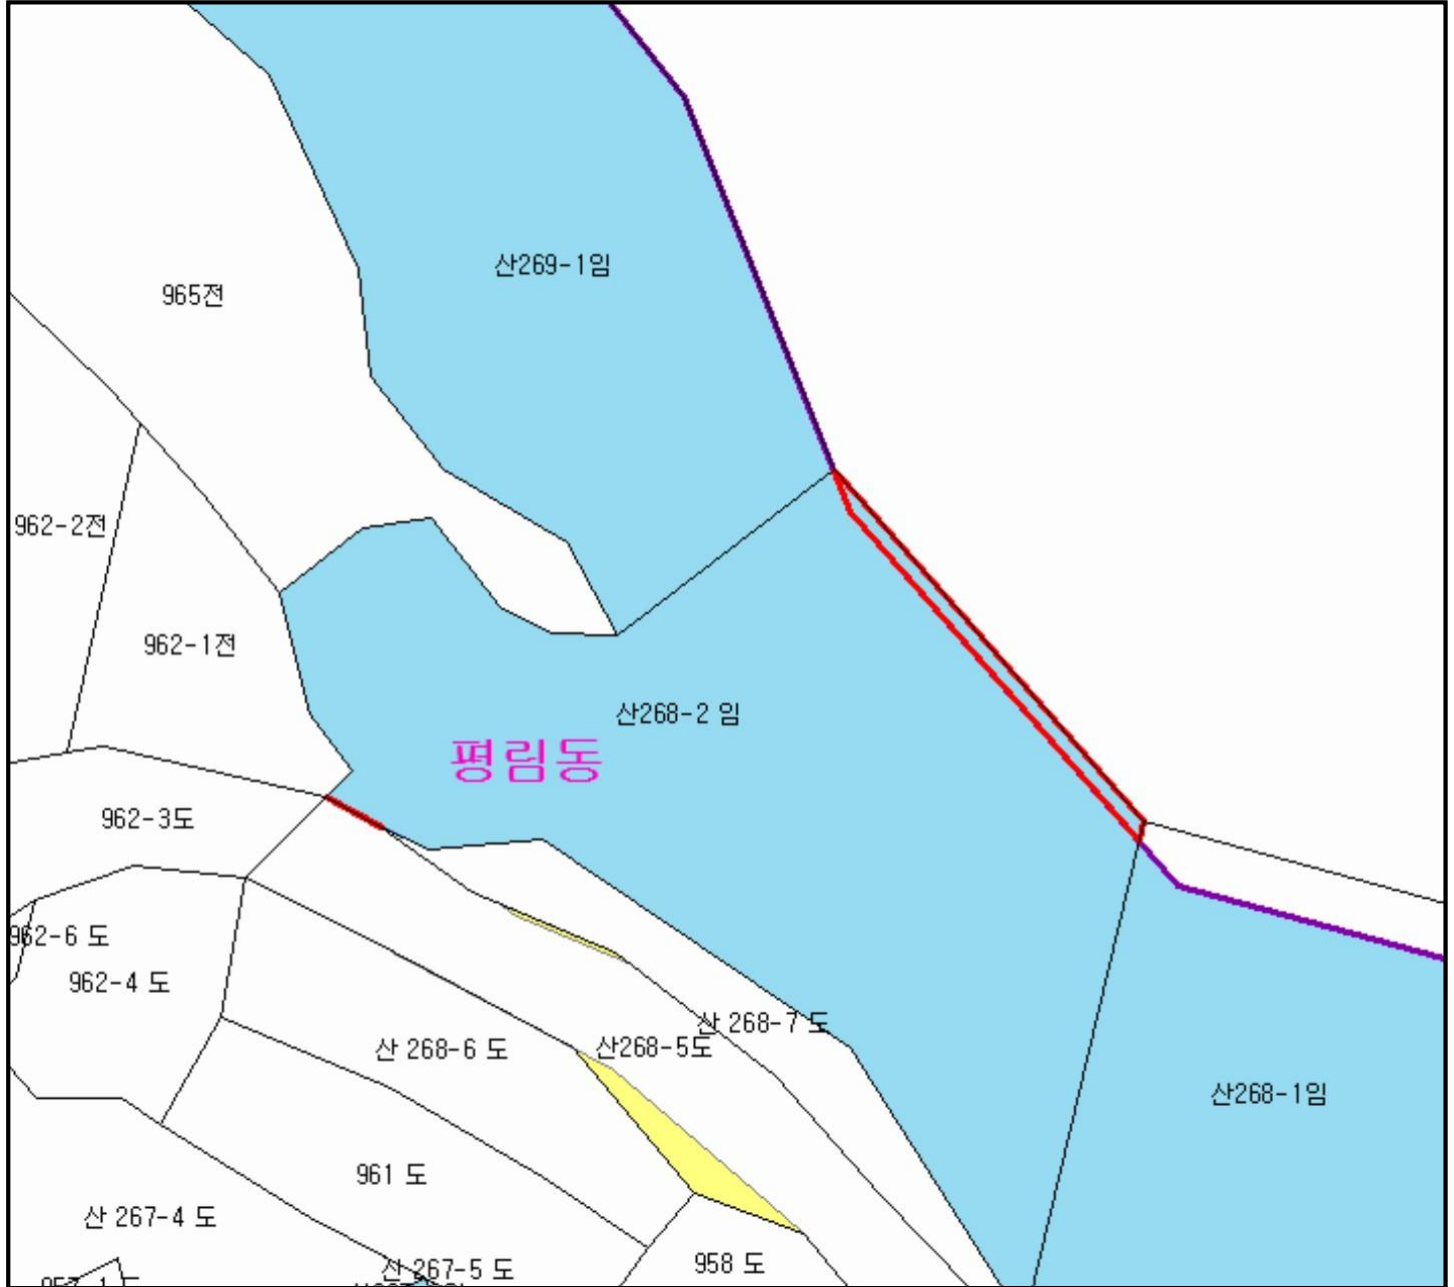 산269-1임
965전
962-2전
962-1전
산268-2 임
평림동
962-3도
962-6 도
962-4 도
산 268-7 도
산268-5도
산 268-6 도
산268-1임
961 도
산 267-4 도
958 도
산 267-5 도